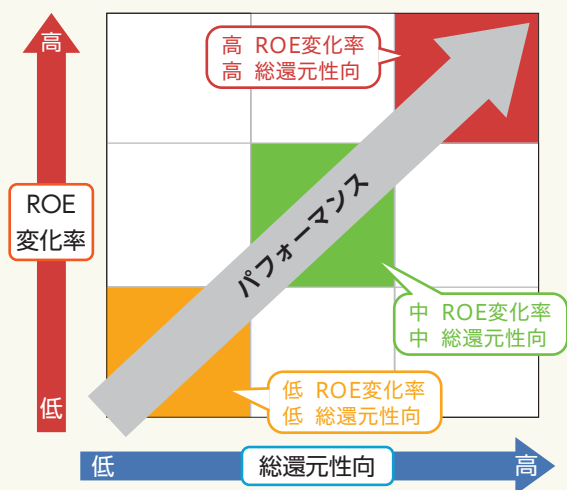 高
高 ROE変化率
高 総還元性向
ROE
変化率
パフォーマンス
中 ROE変化率
中 総還元性向
低 ROE変化率
低 総還元性向
低
低
総還元性向
高